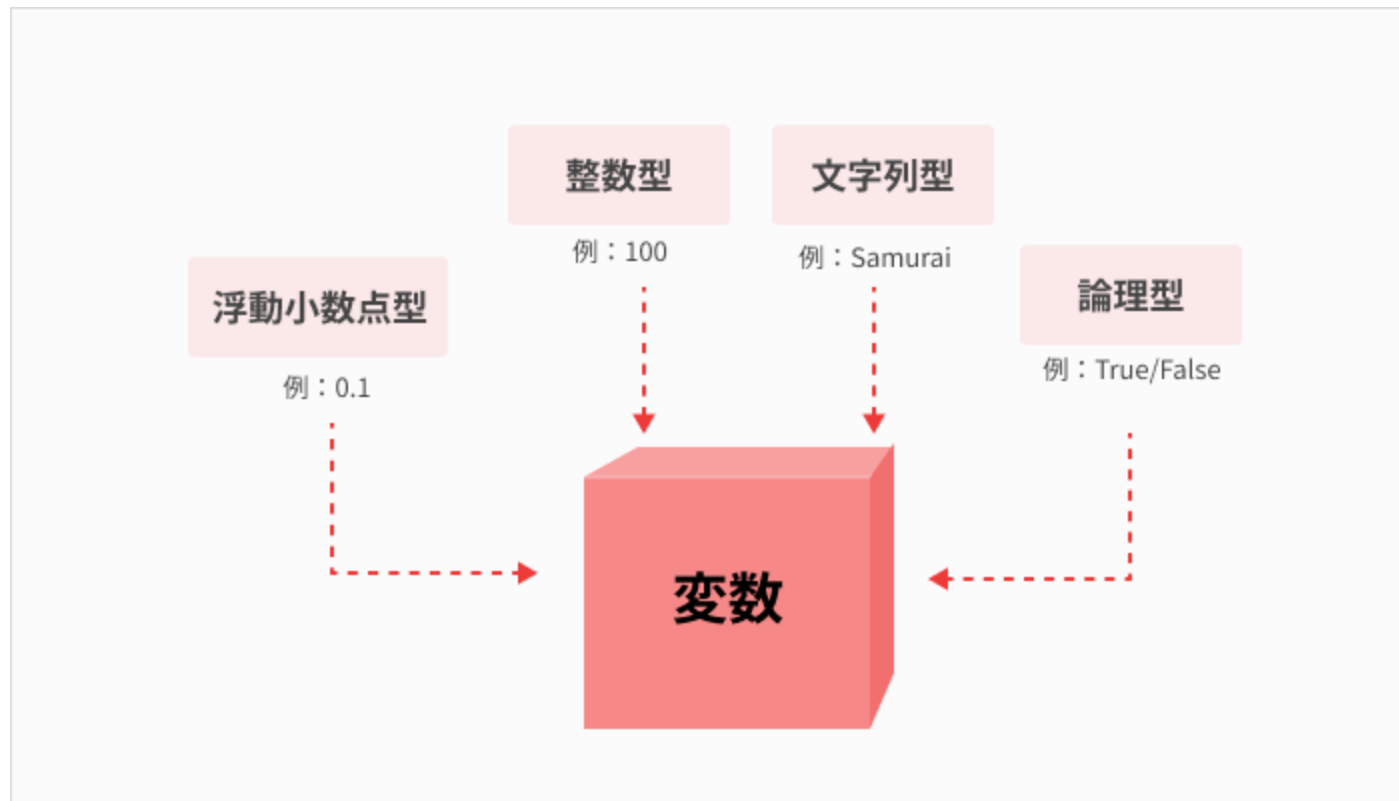 整数型
例：100
文字列型
例：Samurai
浮動小数点型
例：0.1
論理型
例：True/False
変数